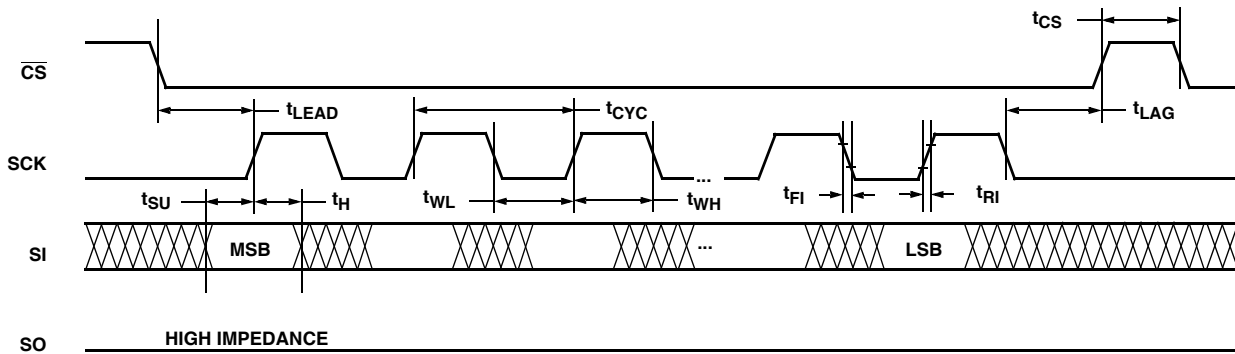 tCS
CS
tLEAD
tCYC
tLAG
SCK
...
tSU
tH
tWL
tWH
tFI
tRI
SI
MSB
...
LSB
SO
HIGH IMPEDANCE